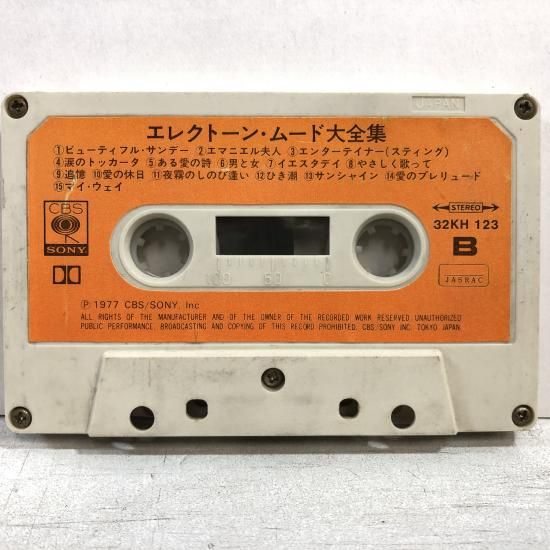 JAPAN
エレクトーン・ムード大全集
①ビューティフル・サンデー ②エマニエル夫人 ③エンターテイナー(スティング)
④涙のトッカータ ⑤ある愛の詩 ⑥男と女 ⑦イエスタデイ ⑧やさしく歌って
⑨追憶 ⑩愛の休日 ⑪夜霧のしのび逢い ⑫ひき潮 ⑬サンシャイン ⑭愛のプレリュード
⑮マイ・ウェイ
CBS
SONY
STEREO
32KH 123
B
JASRAC
100 50 0
Ⓟ 1977 CBS/SONY, Inc
ALL RIGHTS OF THE MANUFACTURER AND OF THE OWNER OF THE RECORDED WORK RESERVED UNAUTHORIZED
PUBLIC PERFORMANCE, BROADCASTING AND COPYING OF THIS RECORD PROHIBITED. CBS/SONY INC. TOKYO JAPAN